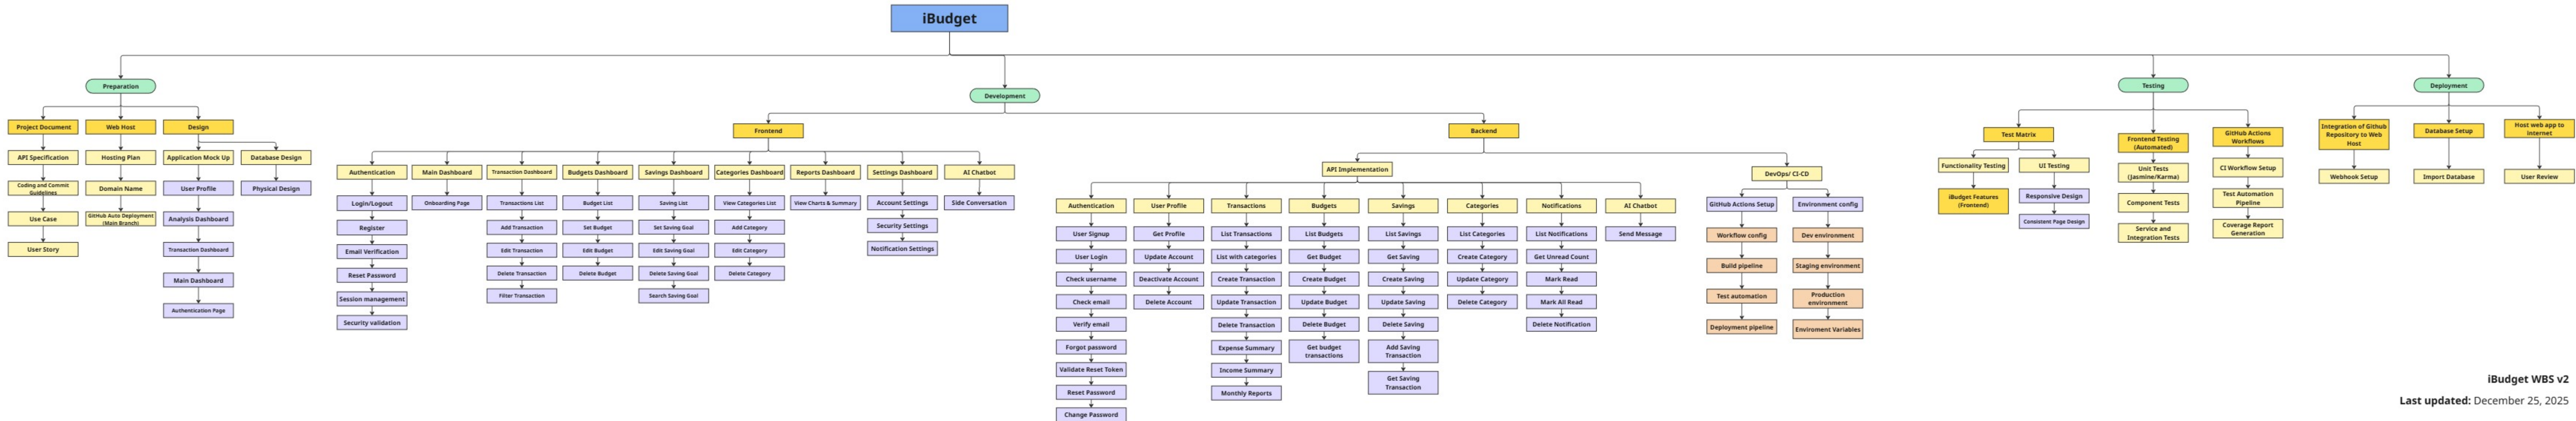 iBudget
Preparation
Project Document
API Specification
Coding and Commit
Guidelines
Use Case
User Story
Web Host
Hosting Plan
Domain Name
GitHub Auto Deployment
(Main Branch)
Design
Application Mock Up
User Profile
Analysis Dashboard
Transaction Dashboard
Main Dashboard
Authentication Page
Database Design
Physical Design
Development
Frontend
Authentication
Login/Logout
Register
Email Verification
Reset Password
Session management
Security validation
Main Dashboard
Onboarding Page
Transaction Dashboard
Transactions List
Add Transaction
Edit Transaction
Delete Transaction
Filter Transaction
Budgets Dashboard
Budget List
Set Budget
Edit Budget
Delete Budget
Savings Dashboard
Saving List
Set Saving Goal
Edit Saving Goal
Delete Saving Goal
Search Saving Goal
Categories Dashboard
View Categories List
Add Category
Edit Category
Delete Category
Reports Dashboard
View Charts & Summary
Settings Dashboard
Account Settings
Security Settings
Notification Settings
AI Chatbot
Side Conversation
Backend
API Implementation
Authentication
User Signup
User Login
Check username
Check email
Verify email
Forgot password
Validate Reset Token
Reset Password
Change Password
User Profile
Get Profile
Update Account
Deactivate Account
Delete Account
Transactions
List Transactions
List with categories
Create Transaction
Update Transaction
Delete Transaction
Expense Summary
Income Summary
Monthly Reports
Budgets
List Budgets
Get Budget
Create Budget
Update Budget
Delete Budget
Get budget
transactions
Savings
List Savings
Get Saving
Create Saving
Update Saving
Delete Saving
Add Saving
Transaction
Get Saving
Transaction
Categories
List Categories
Create Category
Update Category
Delete Category
Notifications
List Notifications
Get Unread Count
Mark Read
Mark All Read
Delete Notification
AI Chatbot
Send Message
DevOps/ CI-CD
GitHub Actions Setup
Workflow config
Build pipeline
Test automation
Deployment pipeline
Environment config
Dev environment
Staging environment
Production
environment
Enviroment Variables
Testing
Test Matrix
Functionality Testing
iBudget Features
(Frontend)
UI Testing
Responsive Design
Consistent Page Design
Frontend Testing
(Automated)
Unit Tests
(Jasmine/Karma)
Component Tests
Service and
Integration Tests
GitHub Actions
Workflows
CI Workflow Setup
Test Automation
Pipeline
Coverage Report
Generation
Deployment
Integration of Github
Repository to Web
Host
Webhook Setup
Database Setup
Import Database
Host web app to
internet
User Review
iBudget WBS v2
Last updated: December 25, 2025